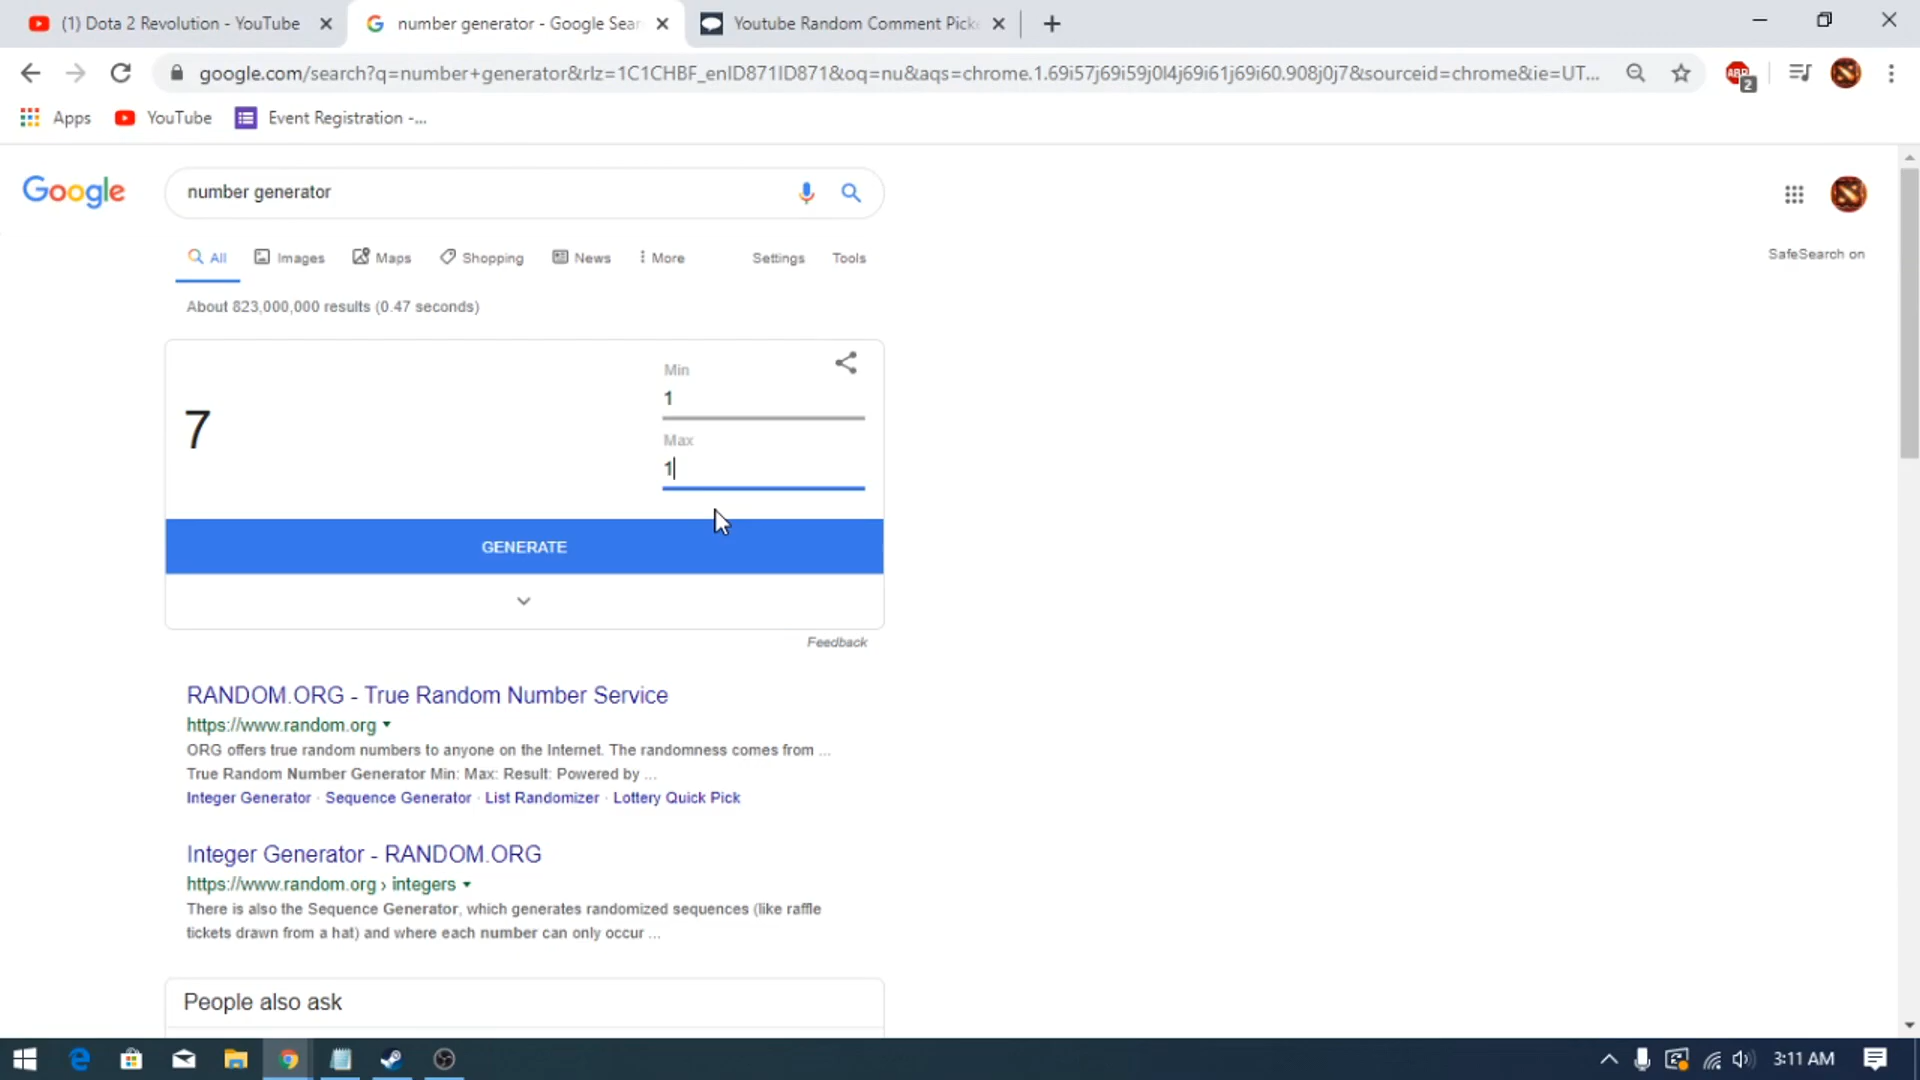 (1) Dota 2 Revolution - YouTube
number generator - Google Sear
Youtube Random Comment Picke
google.com/search?q=number+generator&rlz=1C1CHBF_enID871ID871&oq=nu&aqs=chrome.1.69i57j69i59j0l4j69i61j69i60.908j0j7&sourceid=chrome&ie=UT...
ABP
2
Apps
YouTube
Event Registration -...
Google
number generator
All
Images
Maps
Shopping
News
More
Settings
Tools
SafeSearch on
About 823,000,000 results (0.47 seconds)
7
Min
1
Max
1
GENERATE
Feedback
RANDOM.ORG - True Random Number Service
https://www.random.org
ORG offers true random numbers to anyone on the Internet. The randomness comes from ...
True Random Number Generator Min: Max: Result: Powered by ...
Integer Generator · Sequence Generator · List Randomizer · Lottery Quick Pick
Integer Generator - RANDOM.ORG
https://www.random.org › integers
There is also the Sequence Generator, which generates randomized sequences (like raffle
tickets drawn from a hat) and where each number can only occur ...
People also ask
3:11 AM